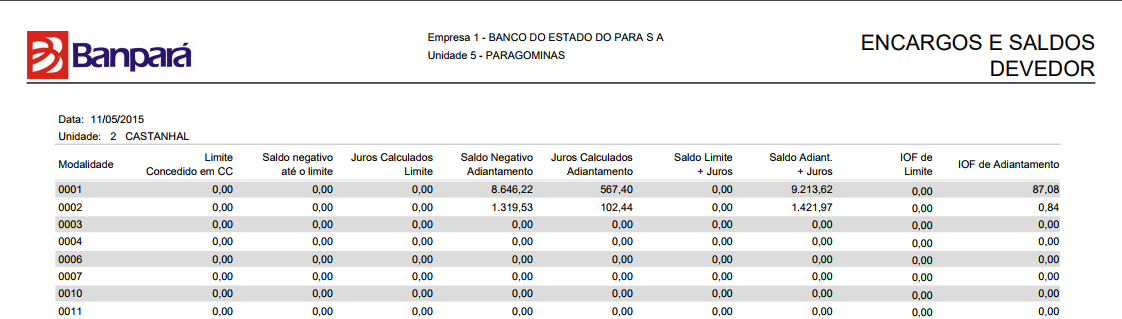 Banpará
Empresa 1 - BANCO DO ESTADO DO PARA S A
Unidade 5 - PARAGOMINAS
ENCARGOS E SALDOS
DEVEDOR
Data: 11/05/2015
Unidade: 2 CASTANHAL
Modalidade Limite Concedido em CC Saldo negativo até o limite Juros Calculados Limite Saldo Negativo Adiantamento Juros Calculados Adiantamento Saldo Limite + Juros Saldo Adiant. + Juros IOF de Limite IOF de Adiantamento
0001 0,00 0,00 0,00 8.646,22 567,40 0,00 9.213,62 0,00 87,08
0002 0,00 0,00 0,00 1.319,53 102,44 0,00 1.421,97 0,00 0,84
0003 0,00 0,00 0,00 0,00 0,00 0,00 0,00 0,00 0,00
0004 0,00 0,00 0,00 0,00 0,00 0,00 0,00 0,00 0,00
0006 0,00 0,00 0,00 0,00 0,00 0,00 0,00 0,00 0,00
0007 0,00 0,00 0,00 0,00 0,00 0,00 0,00 0,00 0,00
0010 0,00 0,00 0,00 0,00 0,00 0,00 0,00 0,00 0,00
0011 0,00 0,00 0,00 0,00 0,00 0,00 0,00 0,00 0,00